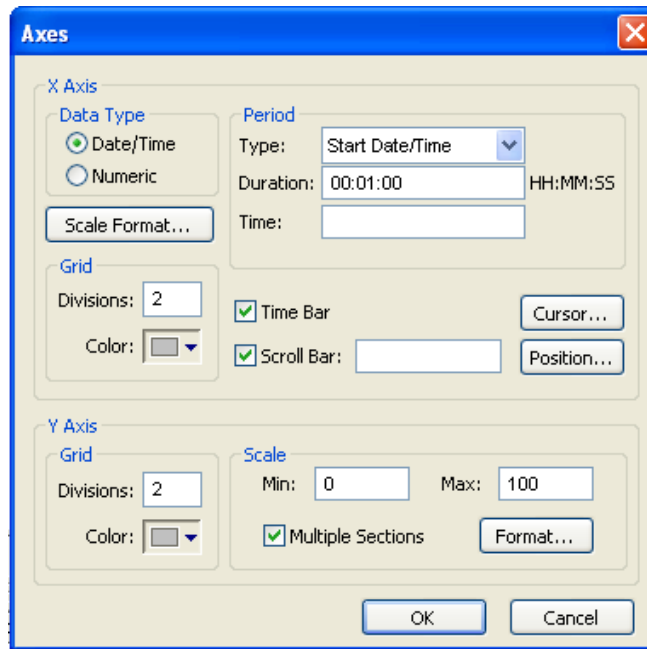 Axes
X Axis
Data Type
Date/Time
Numeric
Scale Format...
Period
Type: Start Date/Time
Duration: 00:01:00 HH:MM:SS
Time:
Grid
Divisions: 2
Color:
Time Bar
Cursor...
Scroll Bar:
Position...
Y Axis
Grid
Divisions: 2
Color:
Scale
Min: 0 Max: 100
Multiple Sections
Format...
OK
Cancel